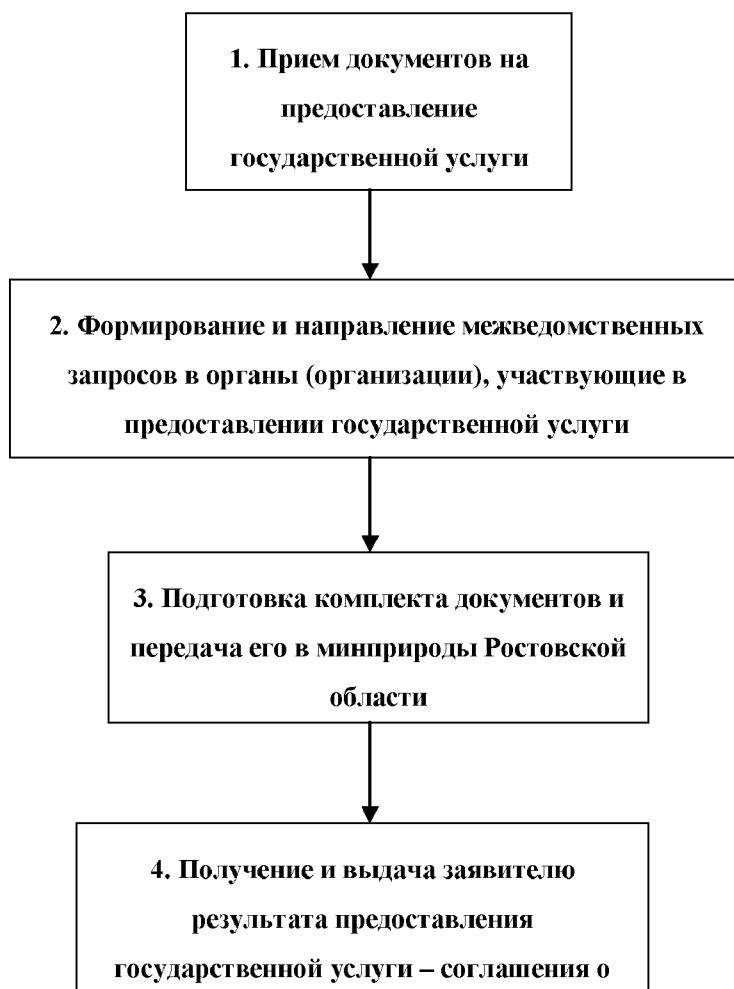 1. Прием документов на
предоставление
государственной услуги
2. Формирование и направление межведомственных
запросов в органы (организации), участвующие в
предоставлении государственной услуги
3. Подготовка комплекта документов и
передача его в минприроды Ростовской
области
4. Получение и выдача заявителю
результата предоставления
государственной услуги – соглашения о